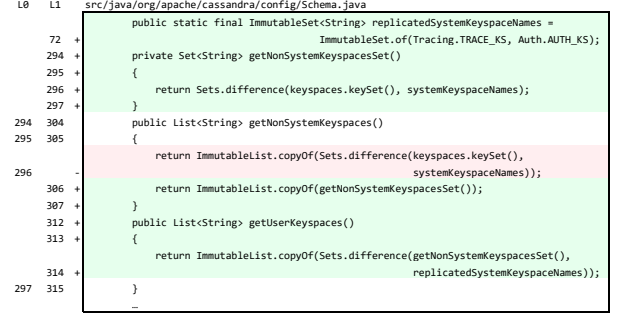 L0 L1 src/java/org/apache/cassandra/config/Schema.java
public static final ImmutableSet<String> replicatedSystemKeyspaceNames =
72 + ImmutableSet.of(Tracing.TRACE_KS, Auth.AUTH_KS);
294 + private Set<String> getNonSystemKeyspacesSet()
295 + {
296 + return Sets.difference(keyspaces.keySet(), systemKeyspaceNames);
297 + }
294 304 public List<String> getNonSystemKeyspaces()
295 305 {
return ImmutableList.copyOf(Sets.difference(keyspaces.keySet(),
296 - systemKeyspaceNames));
306 + return ImmutableList.copyOf(getNonSystemKeyspacesSet());
307 + }
312 + public List<String> getUserKeyspaces()
313 + {
return ImmutableList.copyOf(Sets.difference(getNonSystemKeyspacesSet(),
314 + replicatedSystemKeyspaceNames));
297 315 }
_